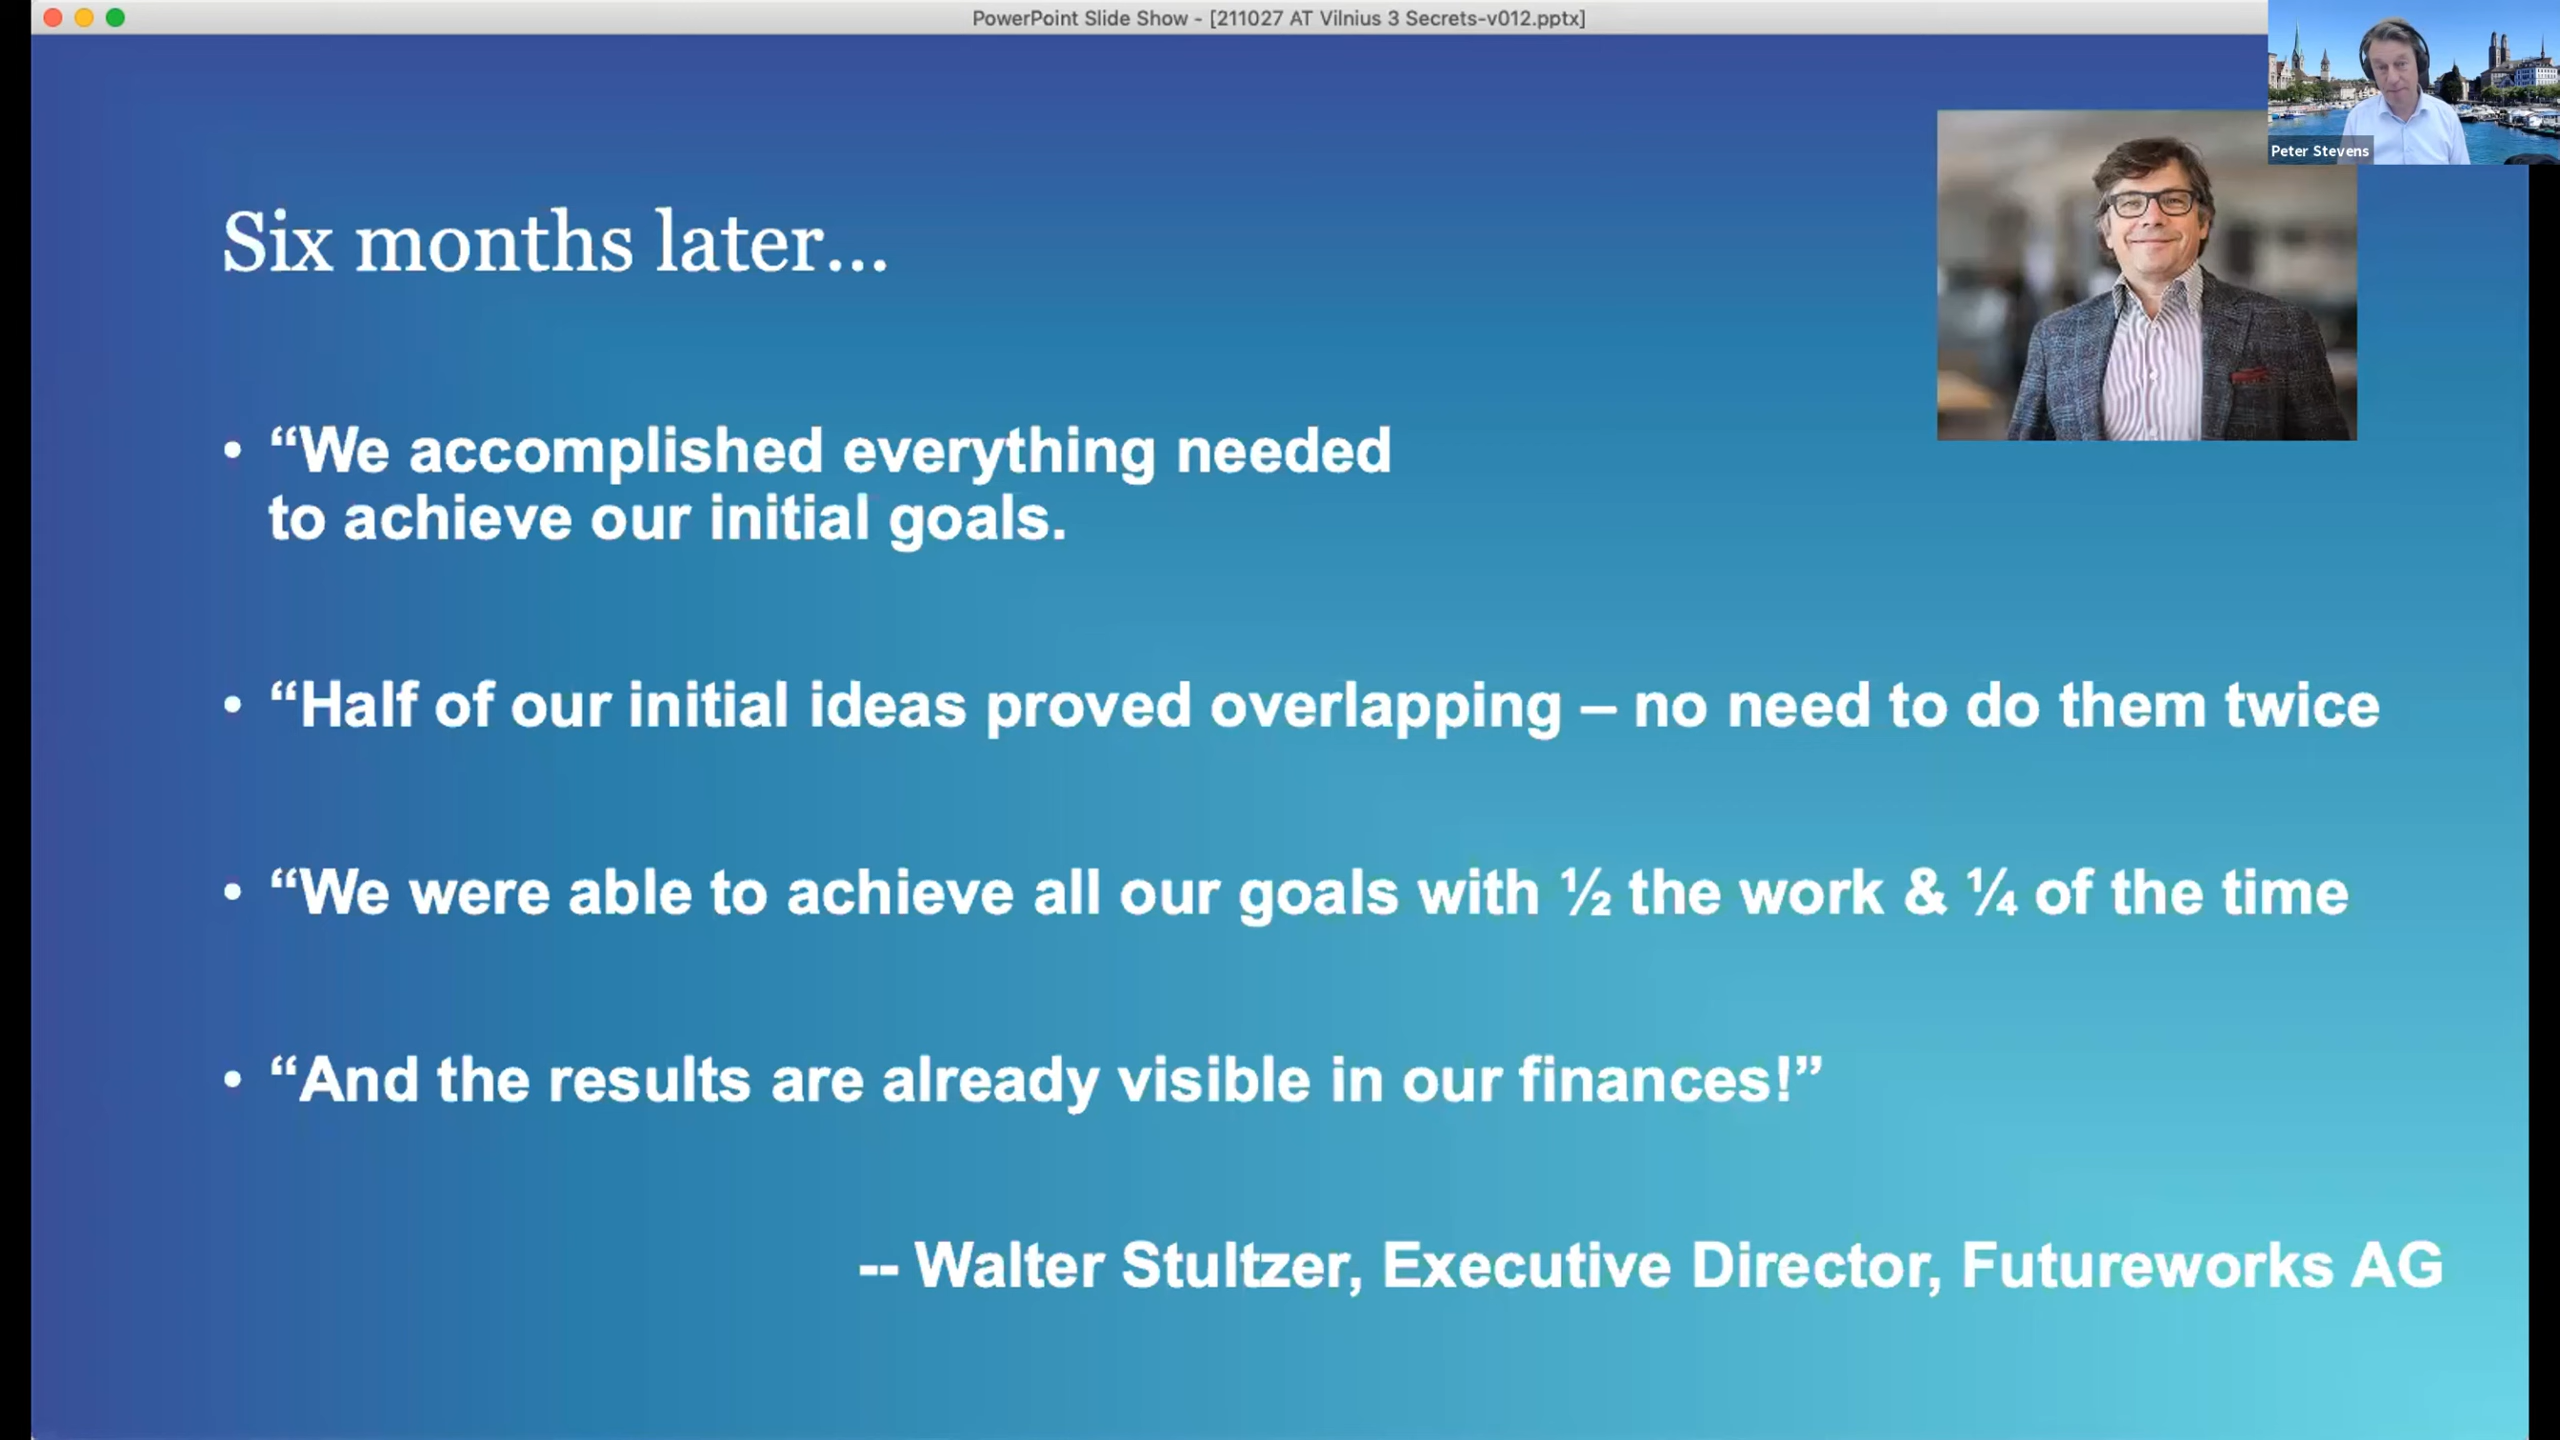 PowerPoint Slide Show - [211027 AT Vilnius 3 Secrets-v012.pptx]
Peter Stevens
Six months later...
• “We accomplished everything needed
to achieve our initial goals.
• “Half of our initial ideas proved overlapping – no need to do them twice
• “We were able to achieve all our goals with ½ the work & ¼ of the time
• “And the results are already visible in our finances!”
-- Walter Stultzer, Executive Director, Futureworks AG